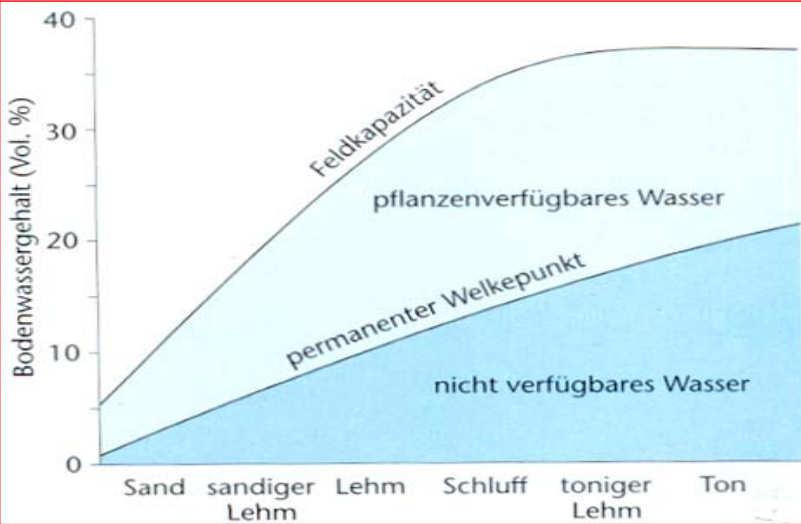 Bodenwassergehalt (Vol. %)
40
30
20
10
0
Feldkapazität
pflanzenverfügbares Wasser
permanenter Welkepunkt
nicht verfügbares Wasser
Sand sandiger Lehm Schluff toniger Ton
Lehm Lehm